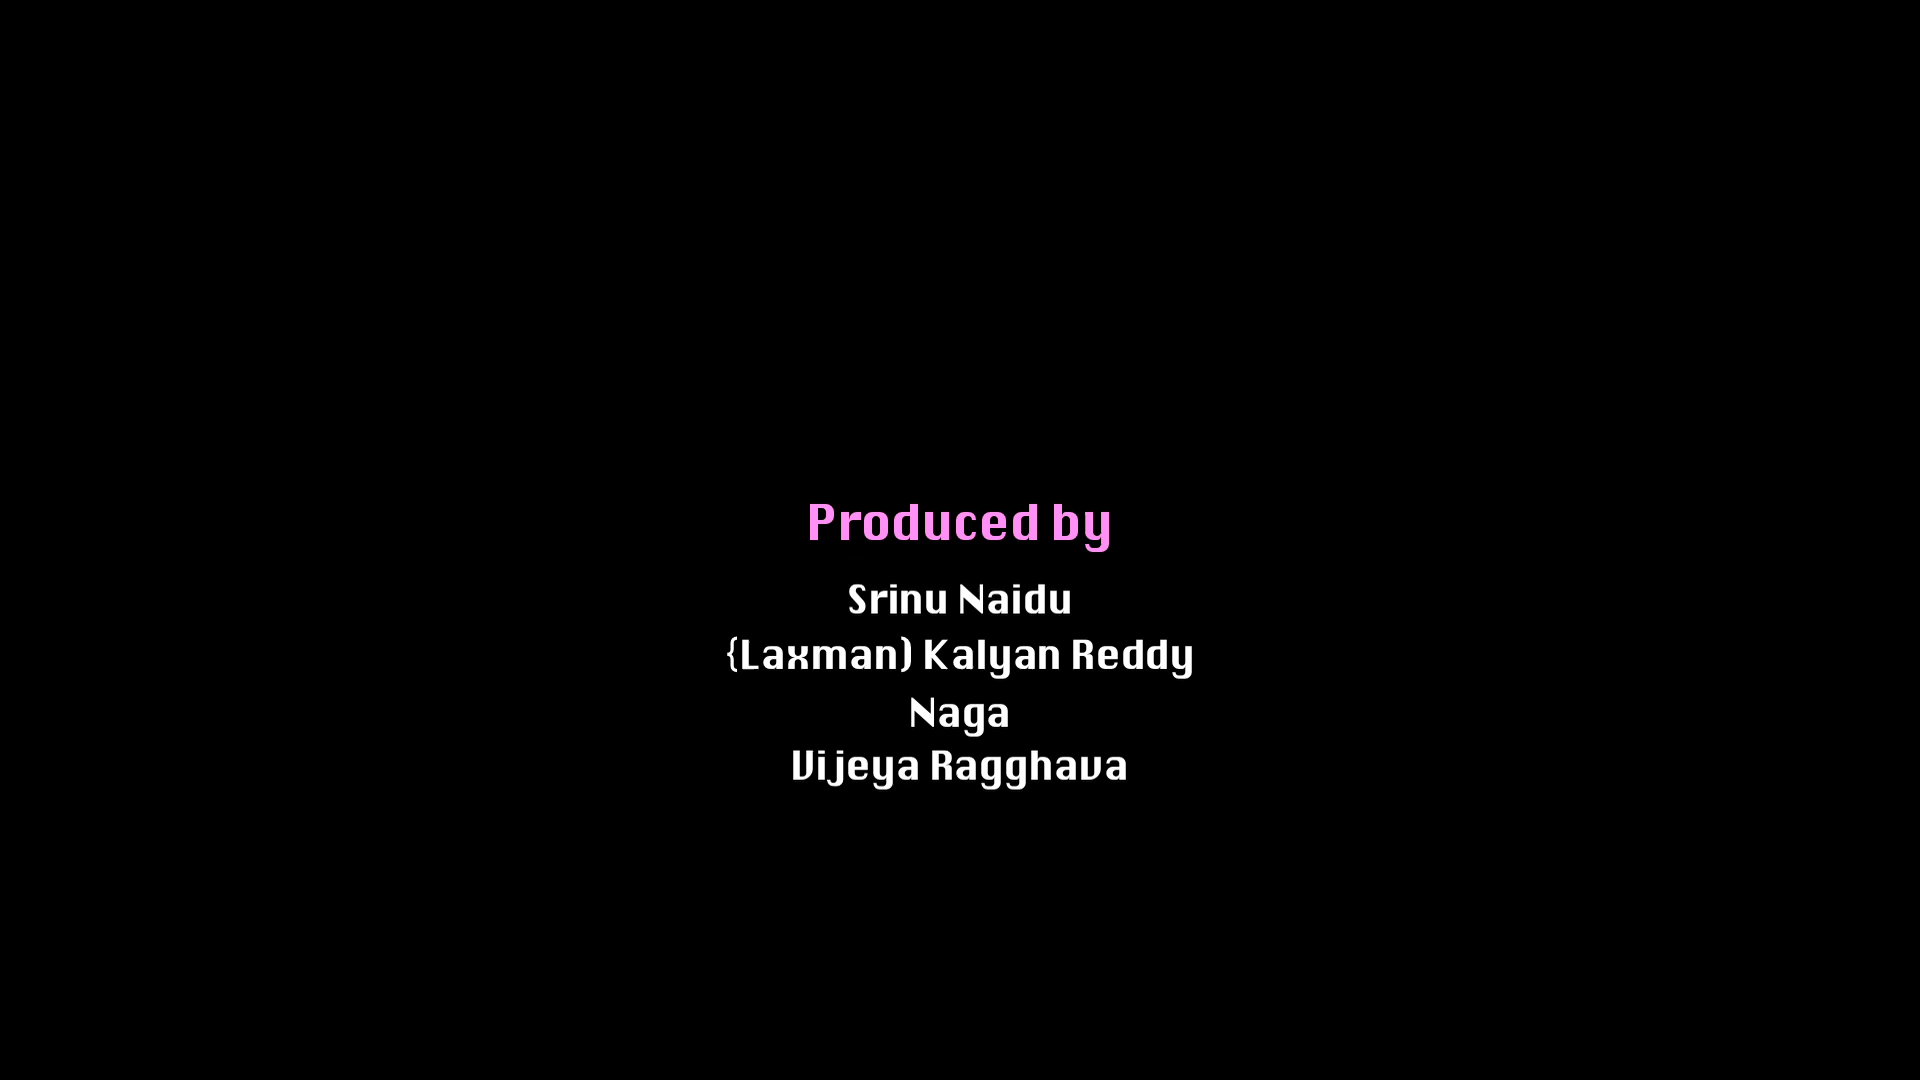 Produced by
Srinu Naidu
{Laxman) Kalyan Reddy
Naga
Vijeya Ragghava